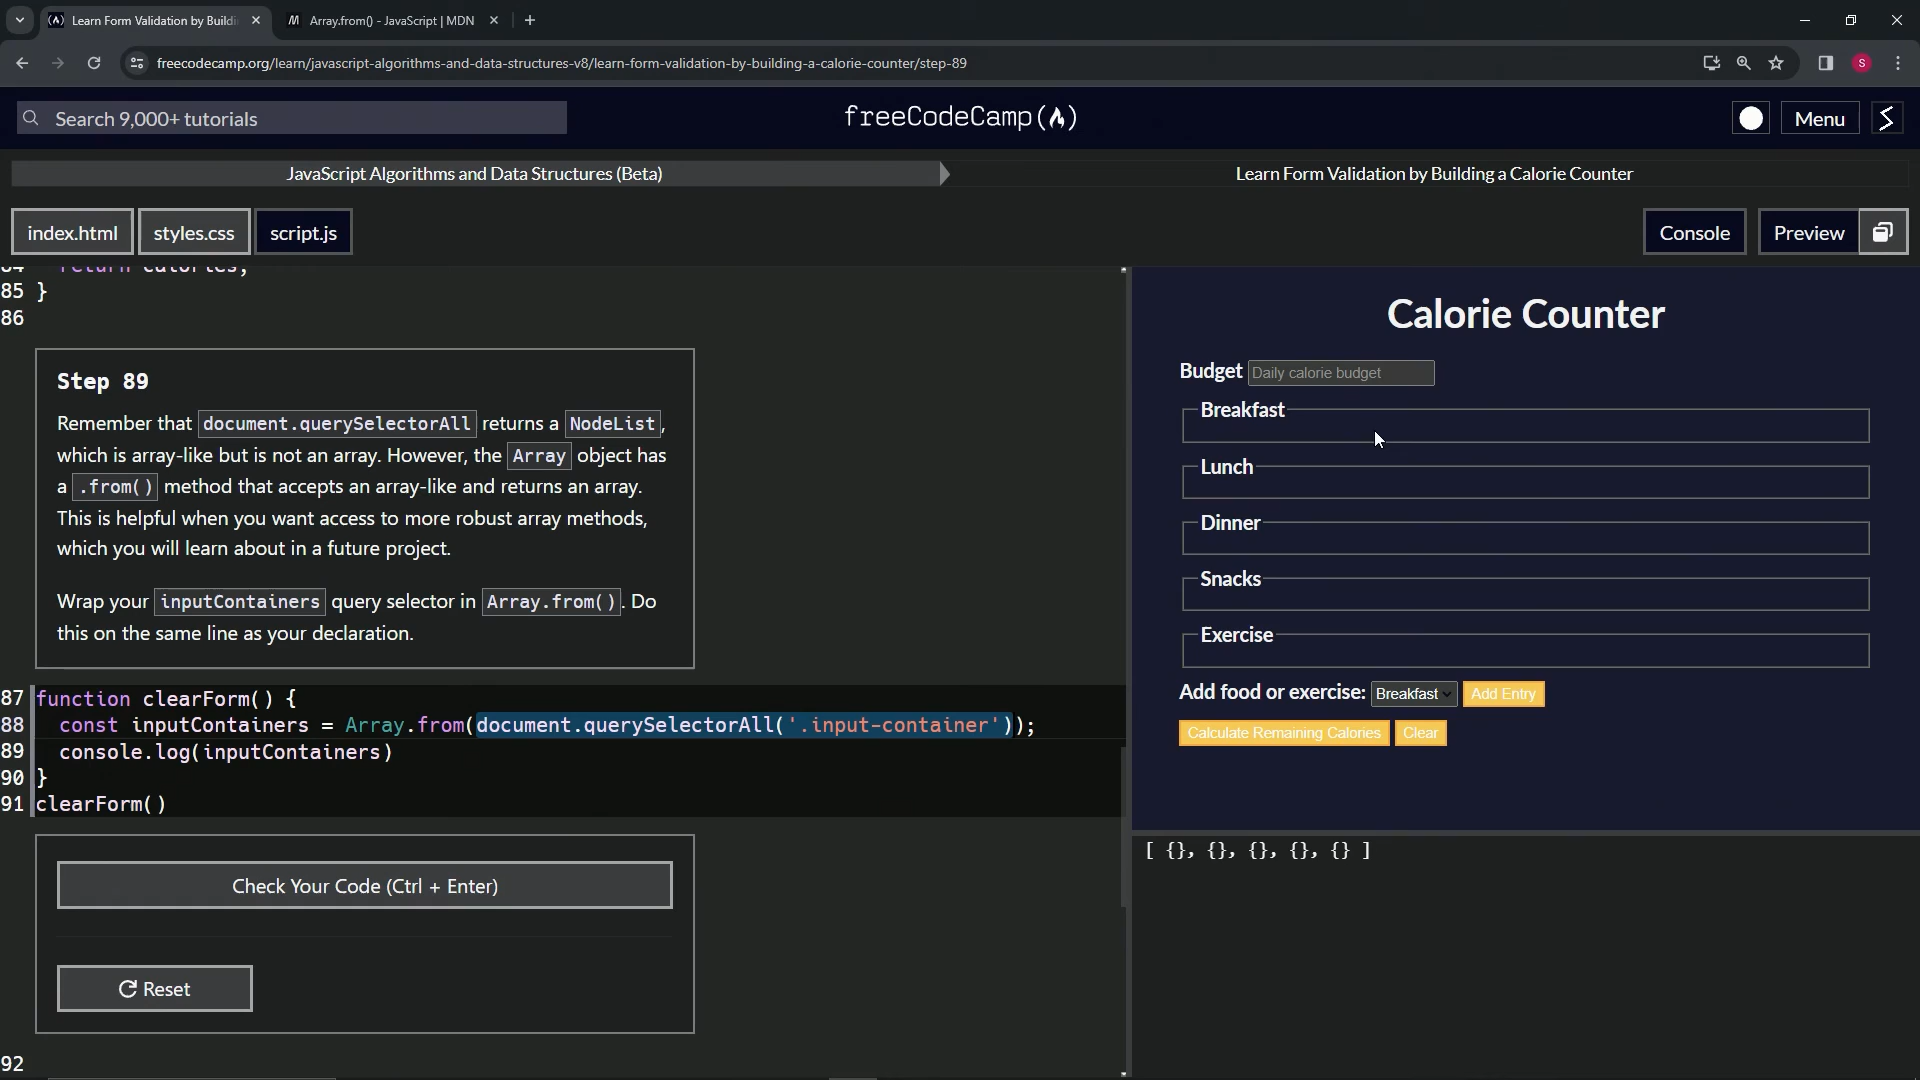 Learn Form Validation by Buildi
Array.from() - JavaScript | MDN
freecodecamp.org/learn/javascript-algorithms-and-data-structures-v8/learn-form-validation-by-building-a-calorie-counter/step-89
S
Search 9,000+ tutorials
freeCodeCamp
Menu
JavaScript Algorithms and Data Structures (Beta)
Learn Form Validation by Building a Calorie Counter
index.html
styles.css
script.js
Console
Preview
84 return calories;
85 }
86
Step 89
Remember that document.querySelectorAll returns a NodeList,
which is array-like but is not an array. However, the Array object has
a .from() method that accepts an array-like and returns an array.
This is helpful when you want access to more robust array methods,
which you will learn about in a future project.
Wrap your inputContainers query selector in Array.from(). Do
this on the same line as your declaration.
87 function clearForm() {
88 const inputContainers = Array.from(document.querySelectorAll('.input-container'));
89 console.log(inputContainers)
90 }
91 clearForm()
Check Your Code (Ctrl + Enter)
Reset
92
Calorie Counter
Budget Daily calorie budget
Breakfast
Lunch
Dinner
Snacks
Exercise
Add food or exercise: Breakfast Add Entry
Calculate Remaining Calories Clear
[ {}, {}, {}, {}, {} ]